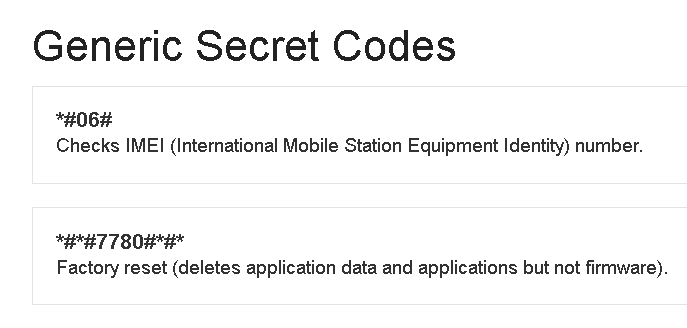 Generic Secret Codes
*#06#
Checks IMEI (International Mobile Station Equipment Identity) number.
*#*#7780#*#*
Factory reset (deletes application data and applications but not firmware).